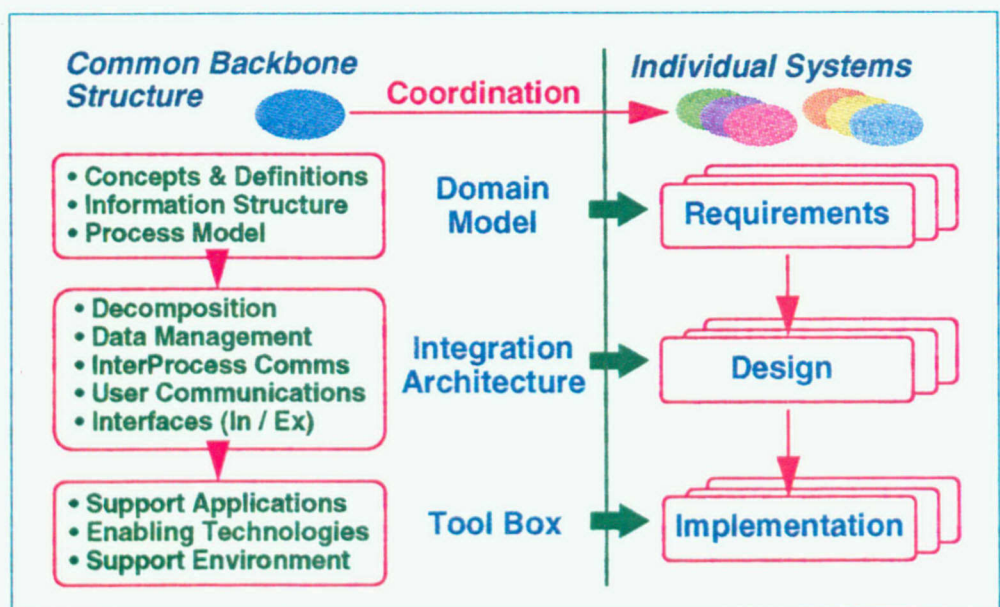 Common Backbone
Structure
Coordination
Individual Systems
• Concepts & Definitions
• Information Structure
• Process Model
Domain
Model
Requirements
• Decomposition
• Data Management
• InterProcess Comms
• User Communications
• Interfaces (In / Ex)
Integration
Architecture
Design
• Support Applications
• Enabling Technologies
• Support Environment
Tool Box
Implementation